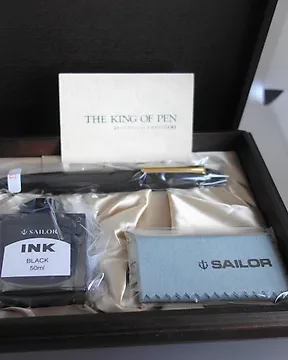 THE KING OF PEN
SAILOR
INK
BLACK
50ml
SAILOR